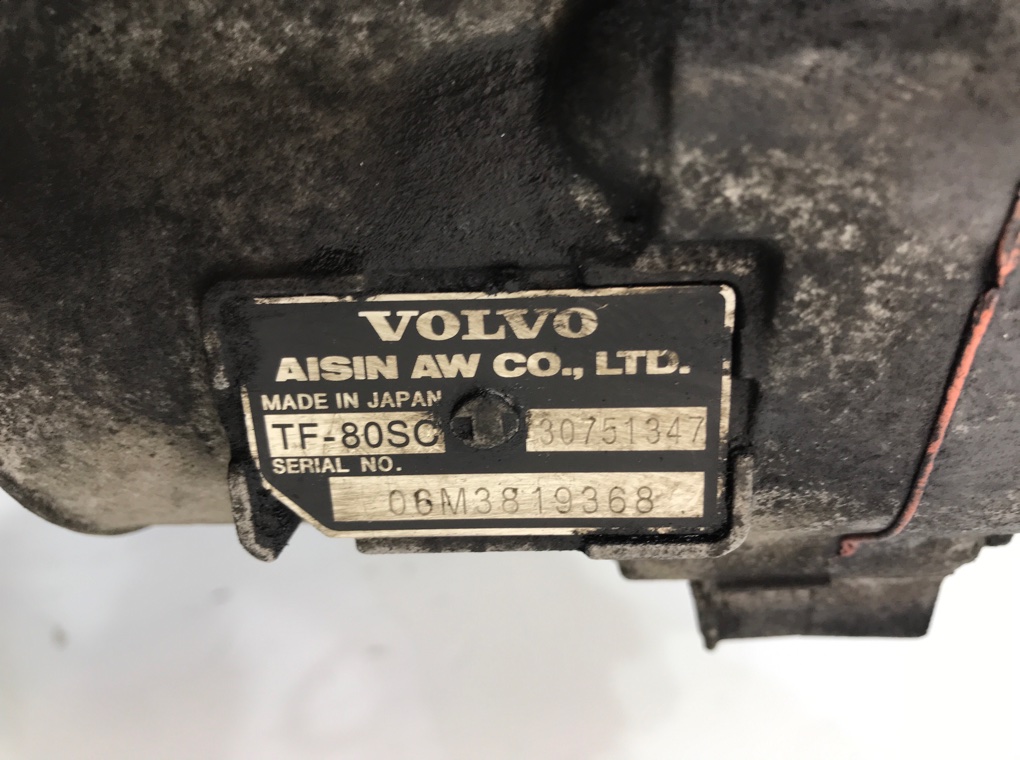 VOLVO
AISIN AW CO., LTD.
MADE IN JAPAN
TF-80SC 30751347
SERIAL NO.
06M3819368